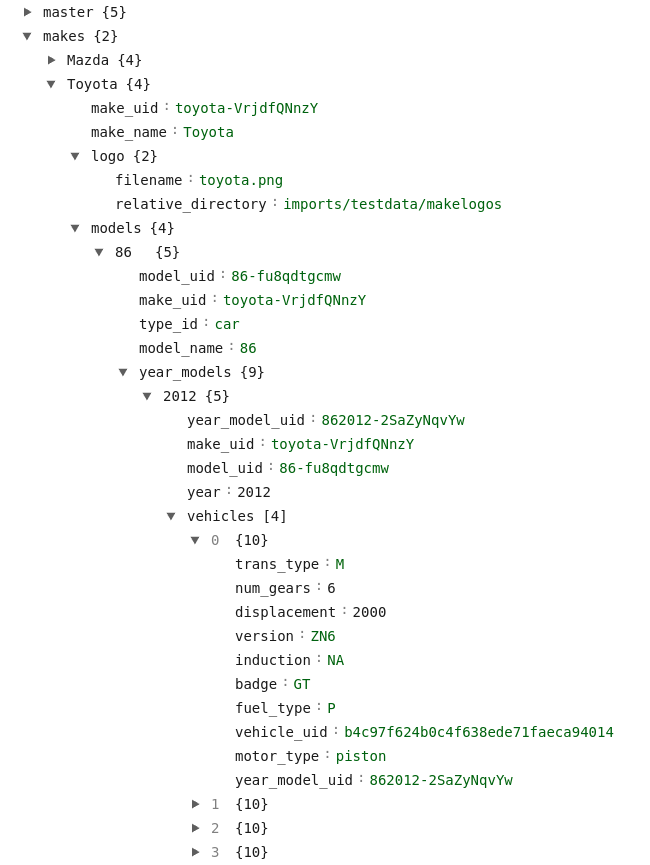 master {5}
makes {2}
Mazda {4}
Toyota {4}
make_uid : toyota-VrjdfQNnzY
make_name : Toyota
logo {2}
filename : toyota.png
relative_directory : imports/testdata/makelogos
models {4}
86 {5}
model_uid : 86-fu8qdtgcmw
make_uid : toyota-VrjdfQNnzY
type_id : car
model_name : 86
year_models {9}
2012 {5}
year_model_uid : 862012-2SaZyNqvYw
make_uid : toyota-VrjdfQNnzY
model_uid : 86-fu8qdtgcmw
year : 2012
vehicles [4]
0 {10}
trans_type : M
num_gears : 6
displacement : 2000
version : ZN6
induction : NA
badge : GT
fuel_type : P
vehicle_uid : b4c97f624b0c4f638ede71faeca94014
motor_type : piston
year_model_uid : 862012-2SaZyNqvYw
1 {10}
2 {10}
3 {10}